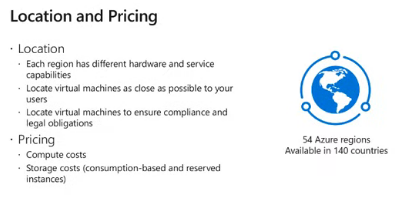 Location and Pricing
· Location
· Each region has different hardware and service
capabilities
· Locate virtual machines as close as possible to your
users
· Locate virtual machines to ensure compliance and
legal obligations
· Pricing
· Compute costs
· Storage costs (consumption-based and reserved
instances)
54 Azure regions
Available in 140 countries